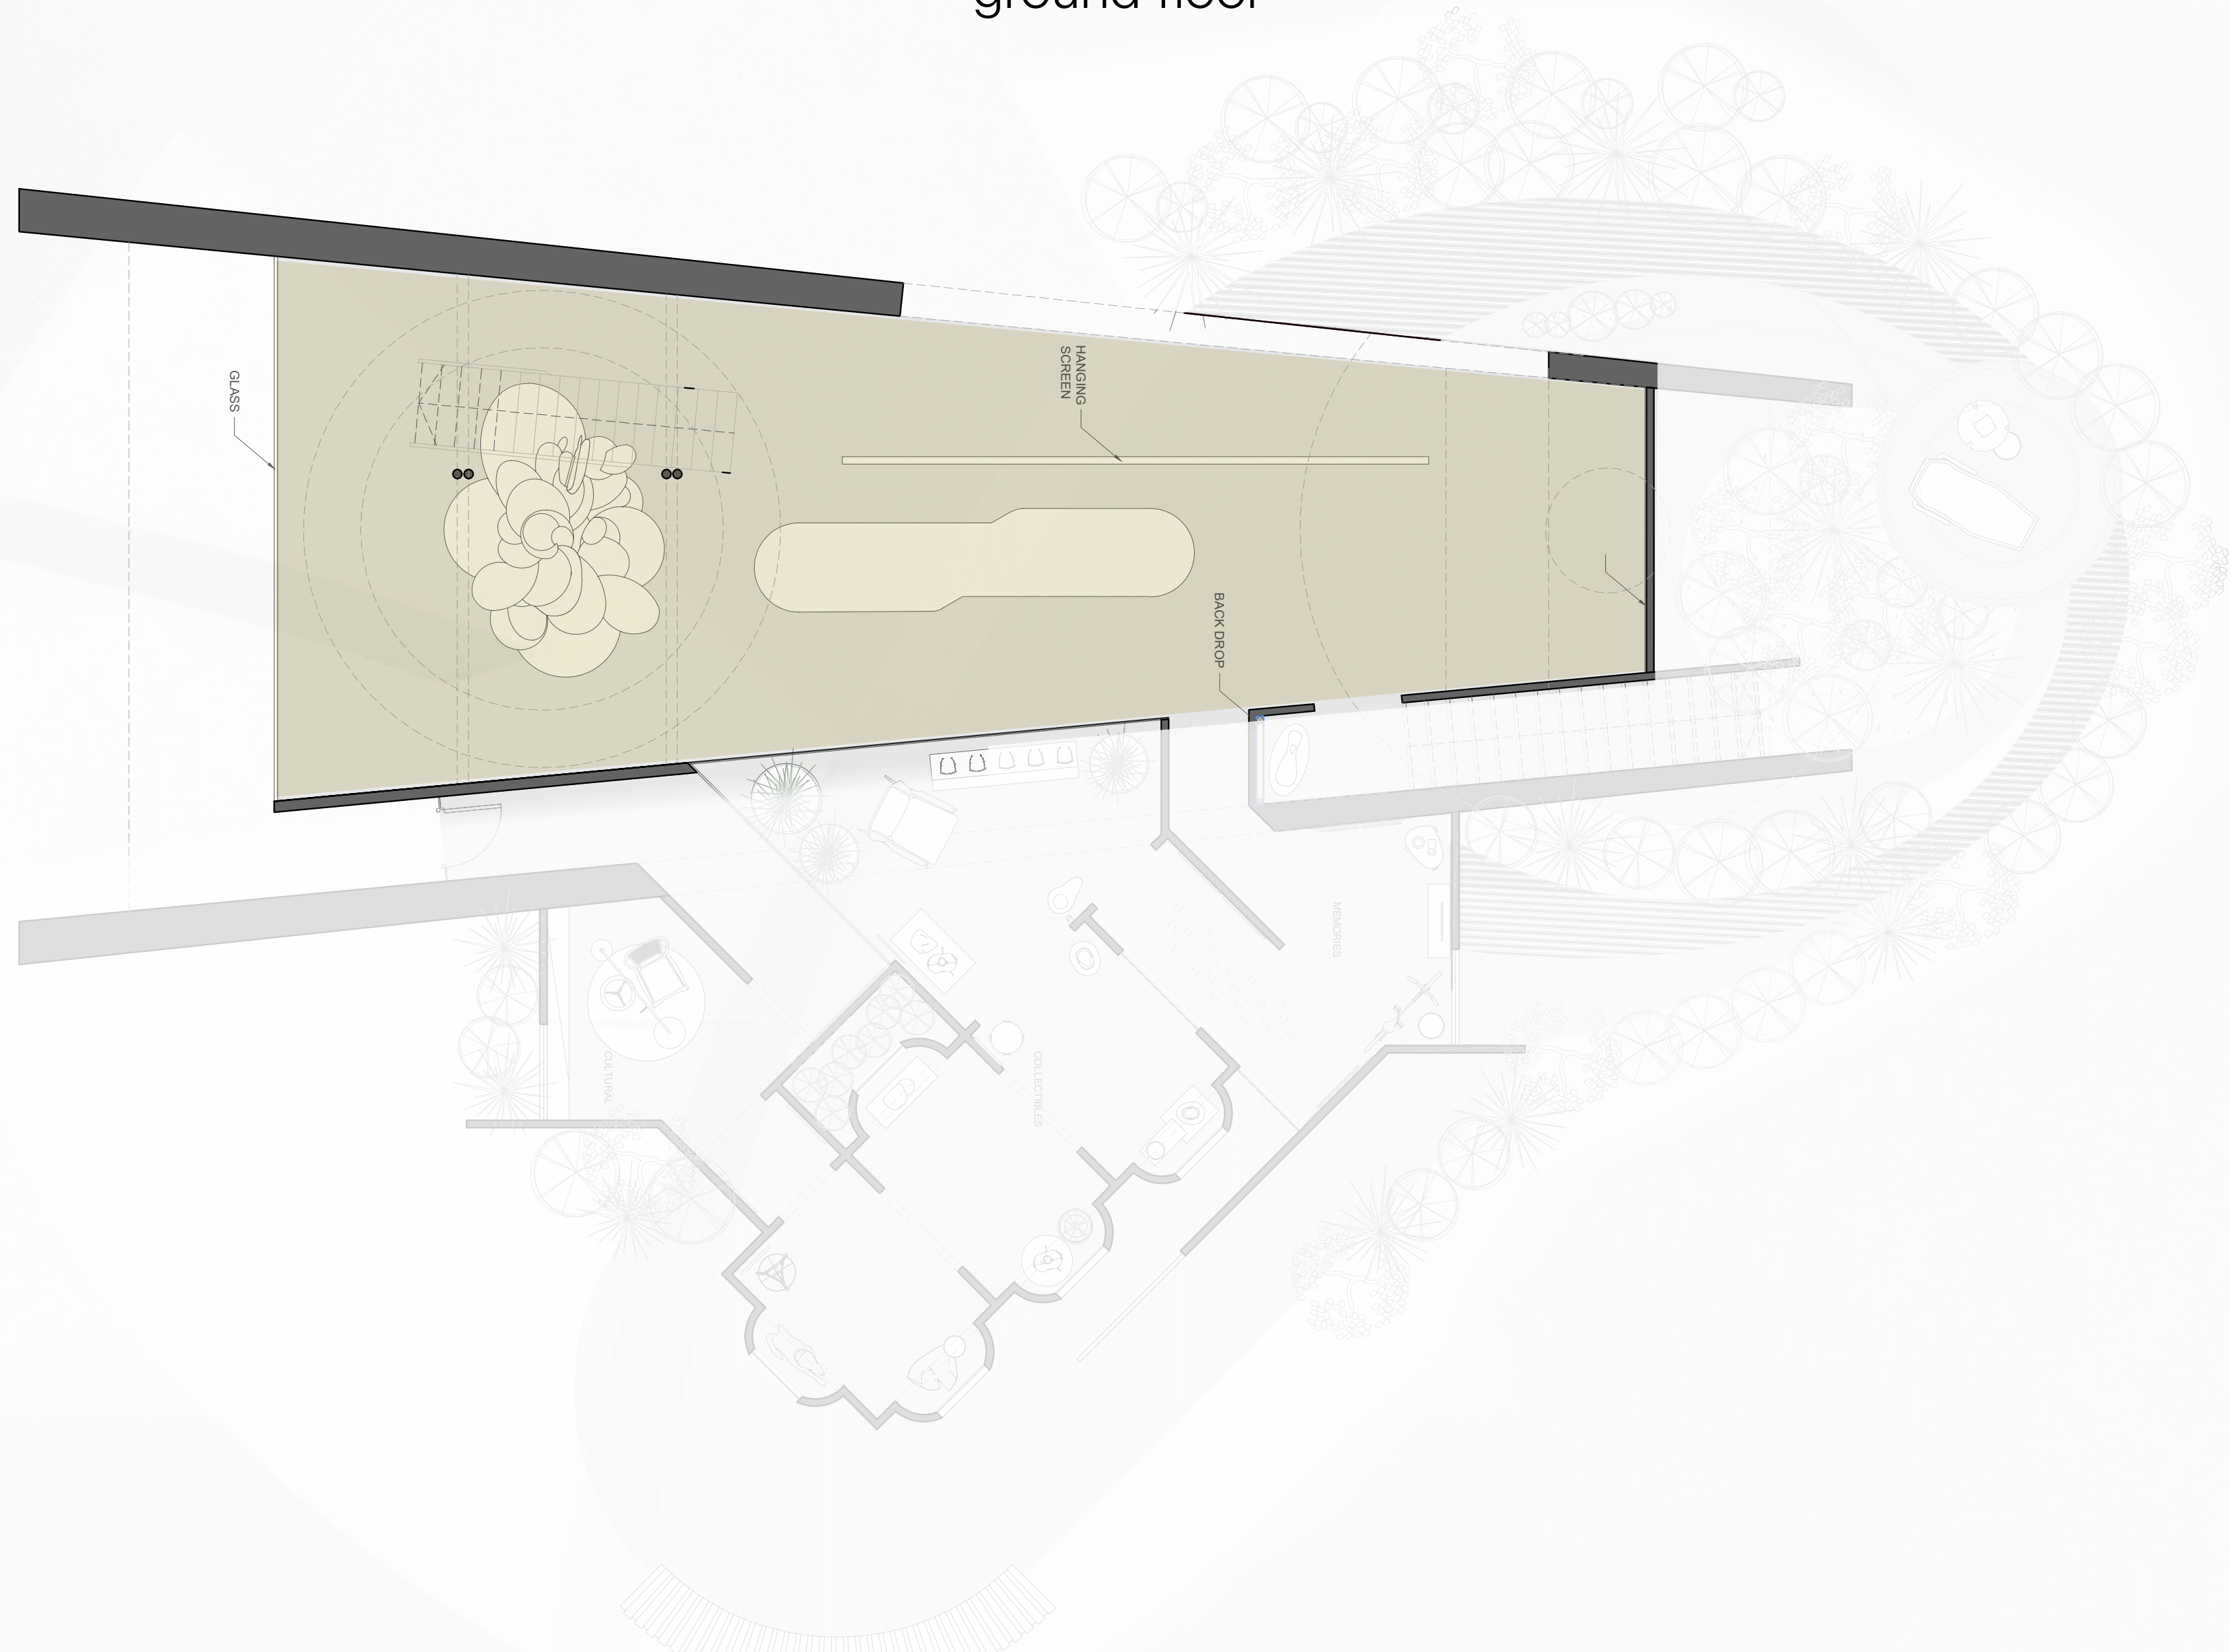 ground floor
GLASS
HANGING
SCREEN
BACK DROP
MEMORIES
COLLECTIBLES
CULTURAL